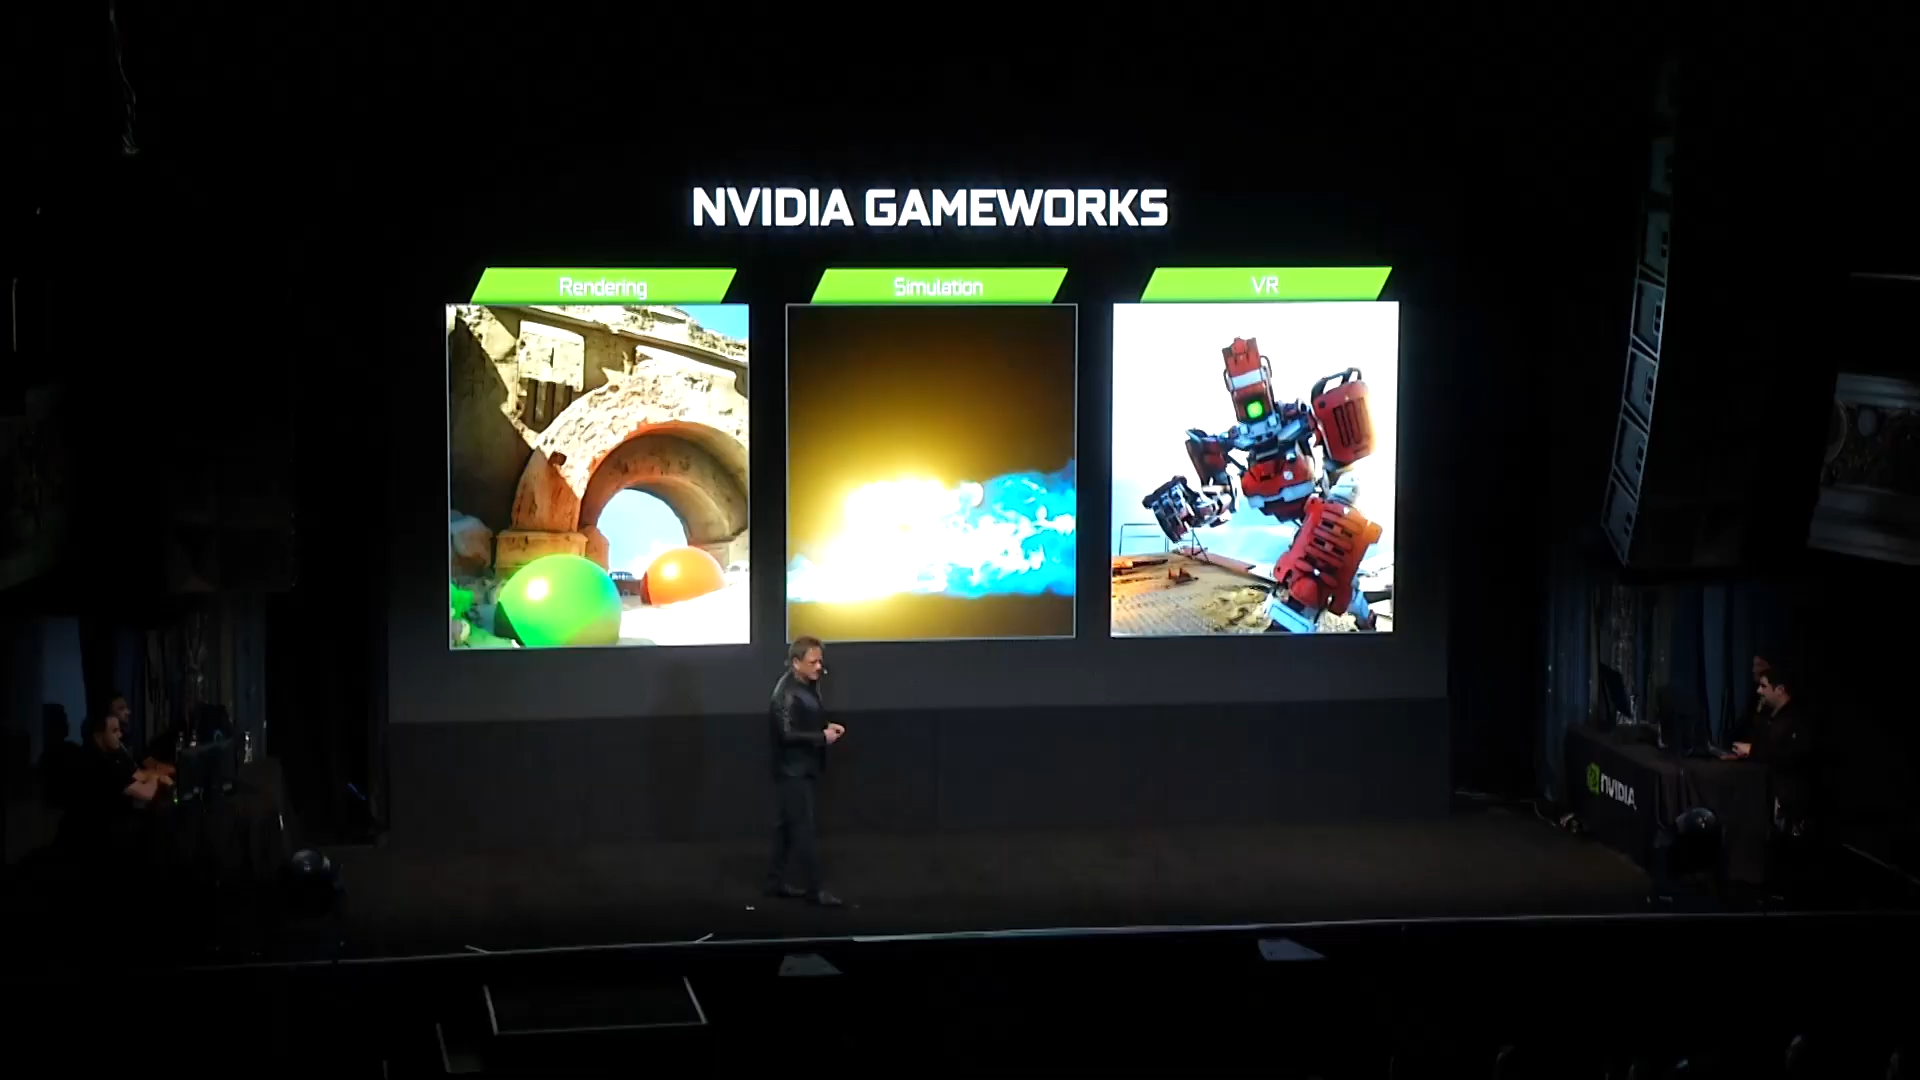 NVIDIA GAMEWORKS
Rendering
Simulation
VR
NVIDIA